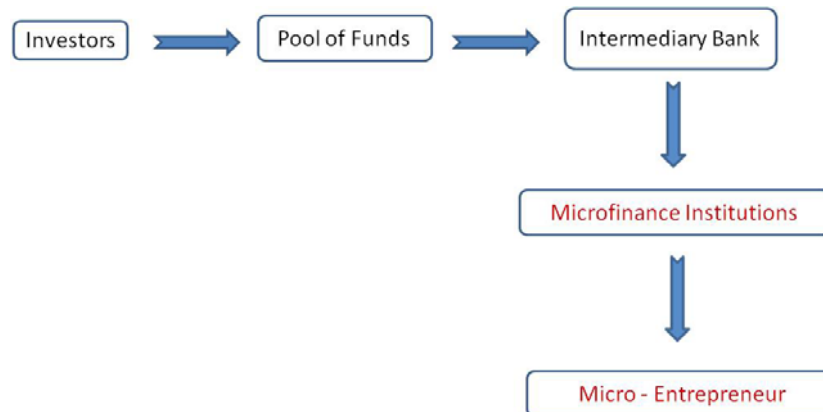 Investors
Pool of Funds
Intermediary Bank
Microfinance Institutions
Micro - Entrepreneur